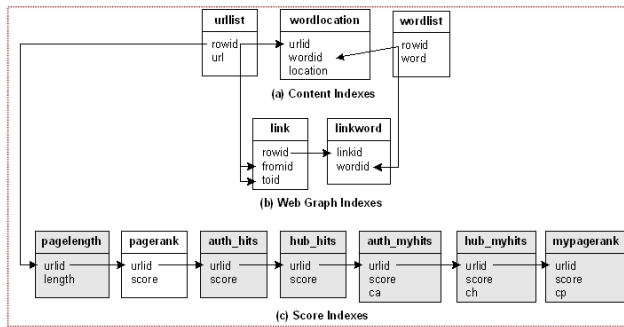 urllist
rowid
url
wordlocation
urlid
wordid
location
wordlist
rowid
word
(a) Content Indexes
link
rowid
fromid
toid
linkword
linkid
wordid
(b) Web Graph Indexes
pagelength
urlid
length
pagerank
urlid
score
auth_hits
urlid
score
hub_hits
urlid
score
auth_myhits
urlid
score
ca
hub_myhits
urlid
score
ch
mypagerank
urlid
score
cp
(c) Score Indexes